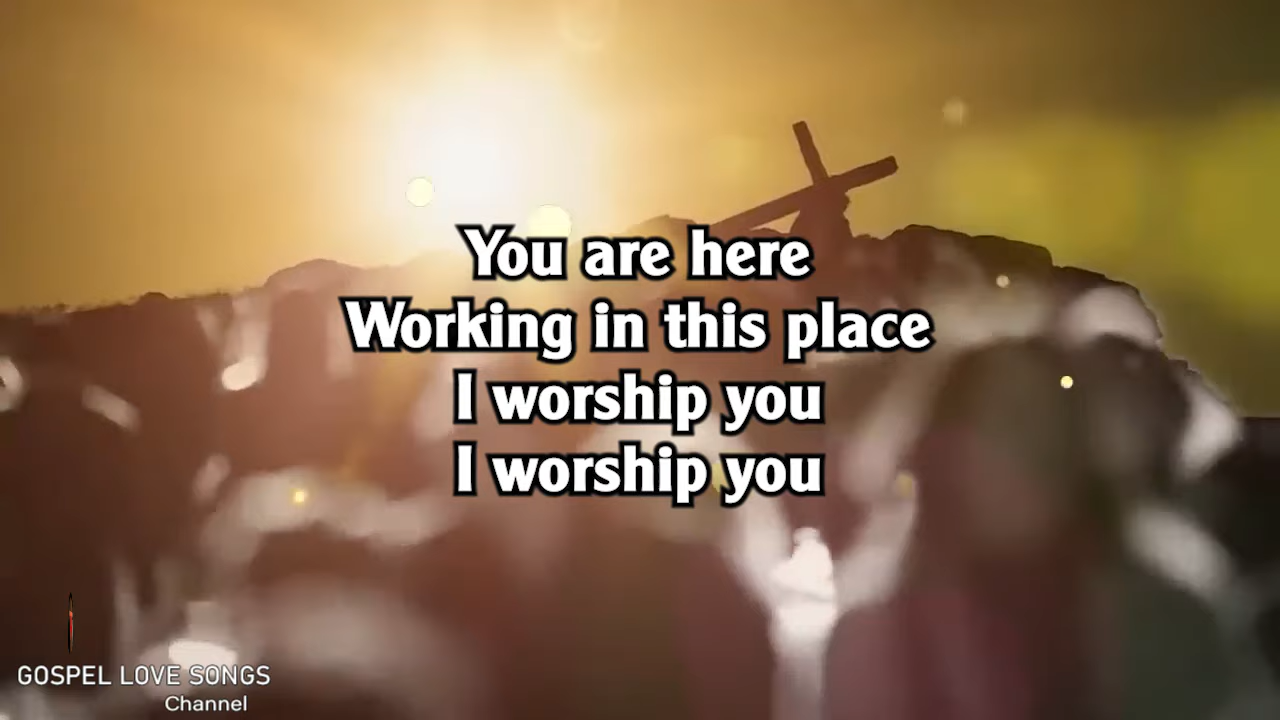 You are here
Working in this place
I worship you
I worship you
GOSPEL LOVE SONGS
Channel